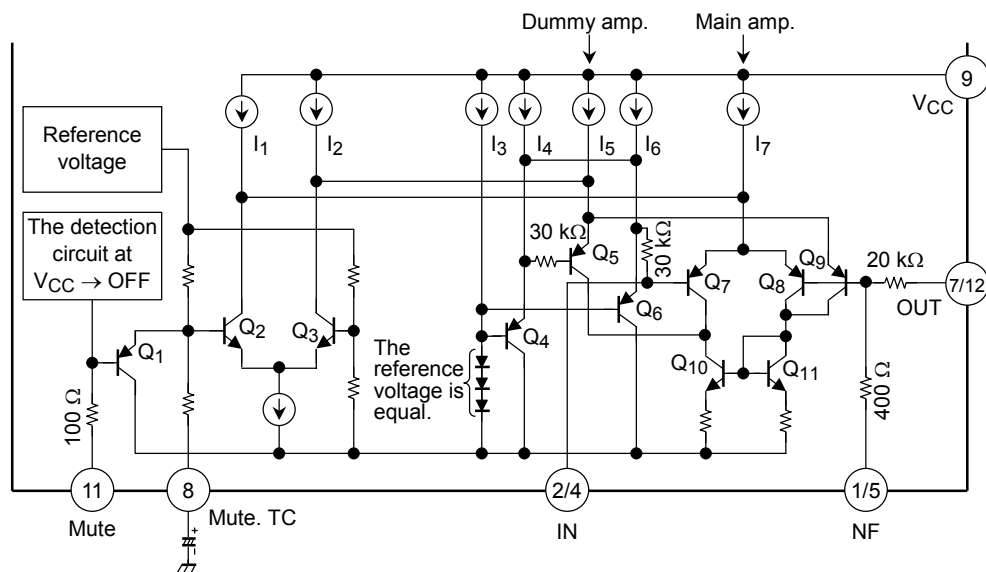 Dummy amp.
Main amp.
9
VCC
Reference
voltage
I1
I2
I3
I4
I5
I6
I7
The detection
circuit at
VCC → OFF
30 kΩ
Q5
30 kΩ
Q7
Q8
Q9
20 kΩ
7/12
OUT
Q1
Q2
Q3
Q4
Q6
The
reference
voltage is
equal.
Q10
Q11
100 Ω
400 Ω
11
8
2/4
1/5
Mute
Mute. TC
IN
NF
+
−